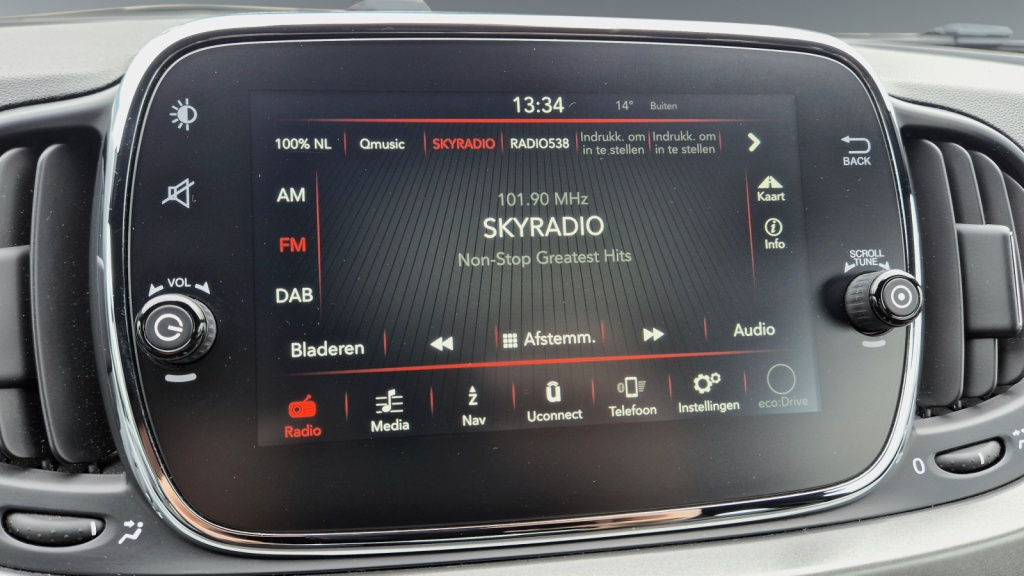 13:34 14° Buiten
100% NL Qmusic SKYRADIO RADIO538 Indrukk. om in te stellen Indrukk. om in te stellen
BACK
AM
101.90 MHz
Kaart
SKYRADIO
FM
Info
Non-Stop Greatest Hits
SCROLL
TUNE
VOL
DAB
Bladeren Afstemm. Audio
Radio Media Nav Uconnect Telefoon Instellingen eco:Drive
0